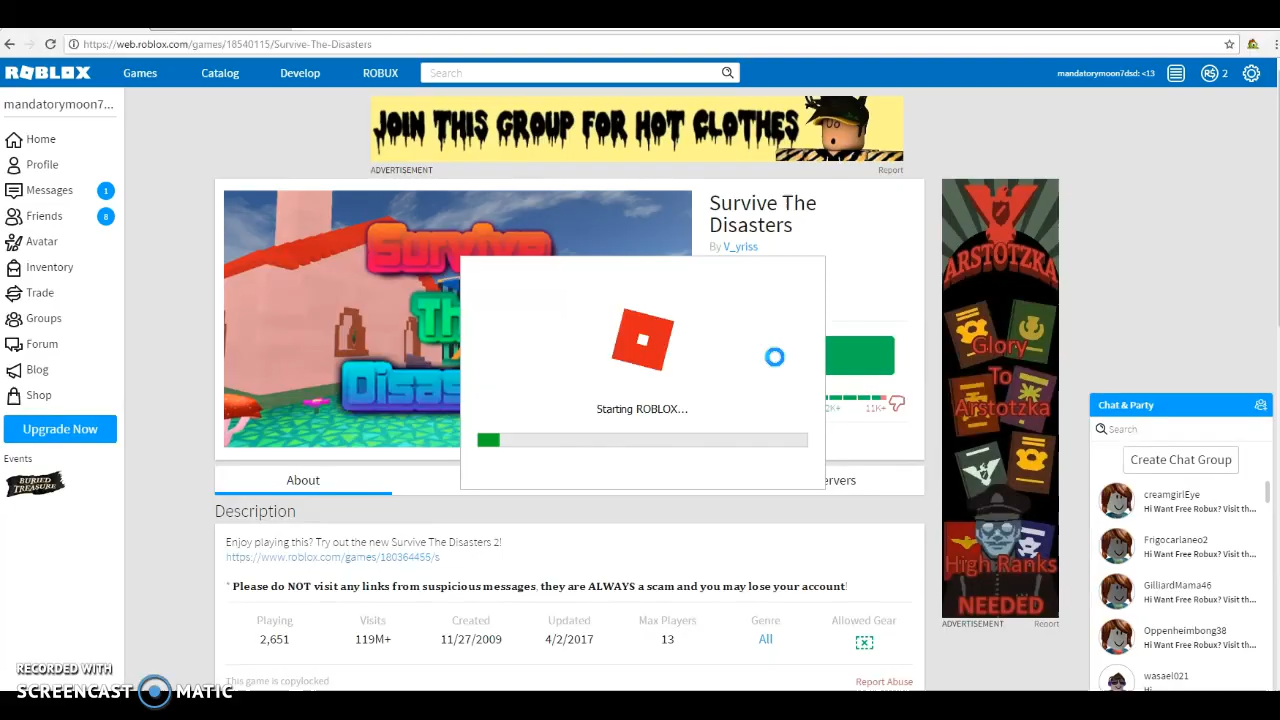 https://web.roblox.com/games/18540115/Survive-The-Disasters
ROBLOX
Games
Catalog
Develop
ROBUX
Search
mandatorymoon7dsd: <13
R$ 2
mandatorymoon7...
Home
Profile
Messages
1
Friends
8
Avatar
Inventory
Trade
Groups
Forum
Blog
Shop
Upgrade Now
Events
BURIED
TREASURE
JOIN THIS GROUP FOR HOT CLOTHES
ADVERTISEMENT
Report
Survive
Th
Disas
Survive The
Disasters
By V_yriss
Starting ROBLOX...
2K+
11K+
About
ervers
Description
Enjoy playing this? Try out the new Survive The Disasters 2!
https://www.roblox.com/games/180364455/s
* Please do NOT visit any links from suspicious messages, they are ALWAYS a scam and you may lose your account!
Playing
2,651
Visits
119M+
Created
11/27/2009
Updated
4/2/2017
Max Players
13
Genre
All
Allowed Gear
This game is copylocked
Report Abuse
ARSTOTZKA
Glory
To
Arstotzka
High Ranks
NEEDED
ADVERTISEMENT
Report
Chat & Party
Search
Create Chat Group
creamgirlEye
Hi Want Free Robux? Visit th...
Frigocarlaneo2
Hi Want Free Robux? Visit th...
GilliardMama46
Hi Want Free Robux? Visit th...
Oppenheimbong38
Hi Want Free Robux? Visit th...
wasael021
Hi
RECORDED WITH
SCREENCAST MATIC